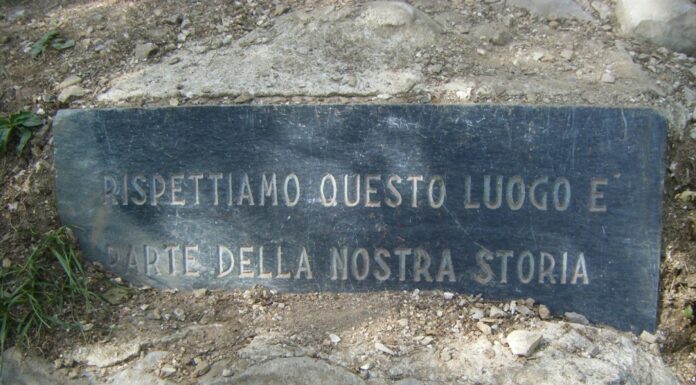 RISPETTIAMO QUESTO LUOGO E'
PARTE DELLA NOSTRA STORIA